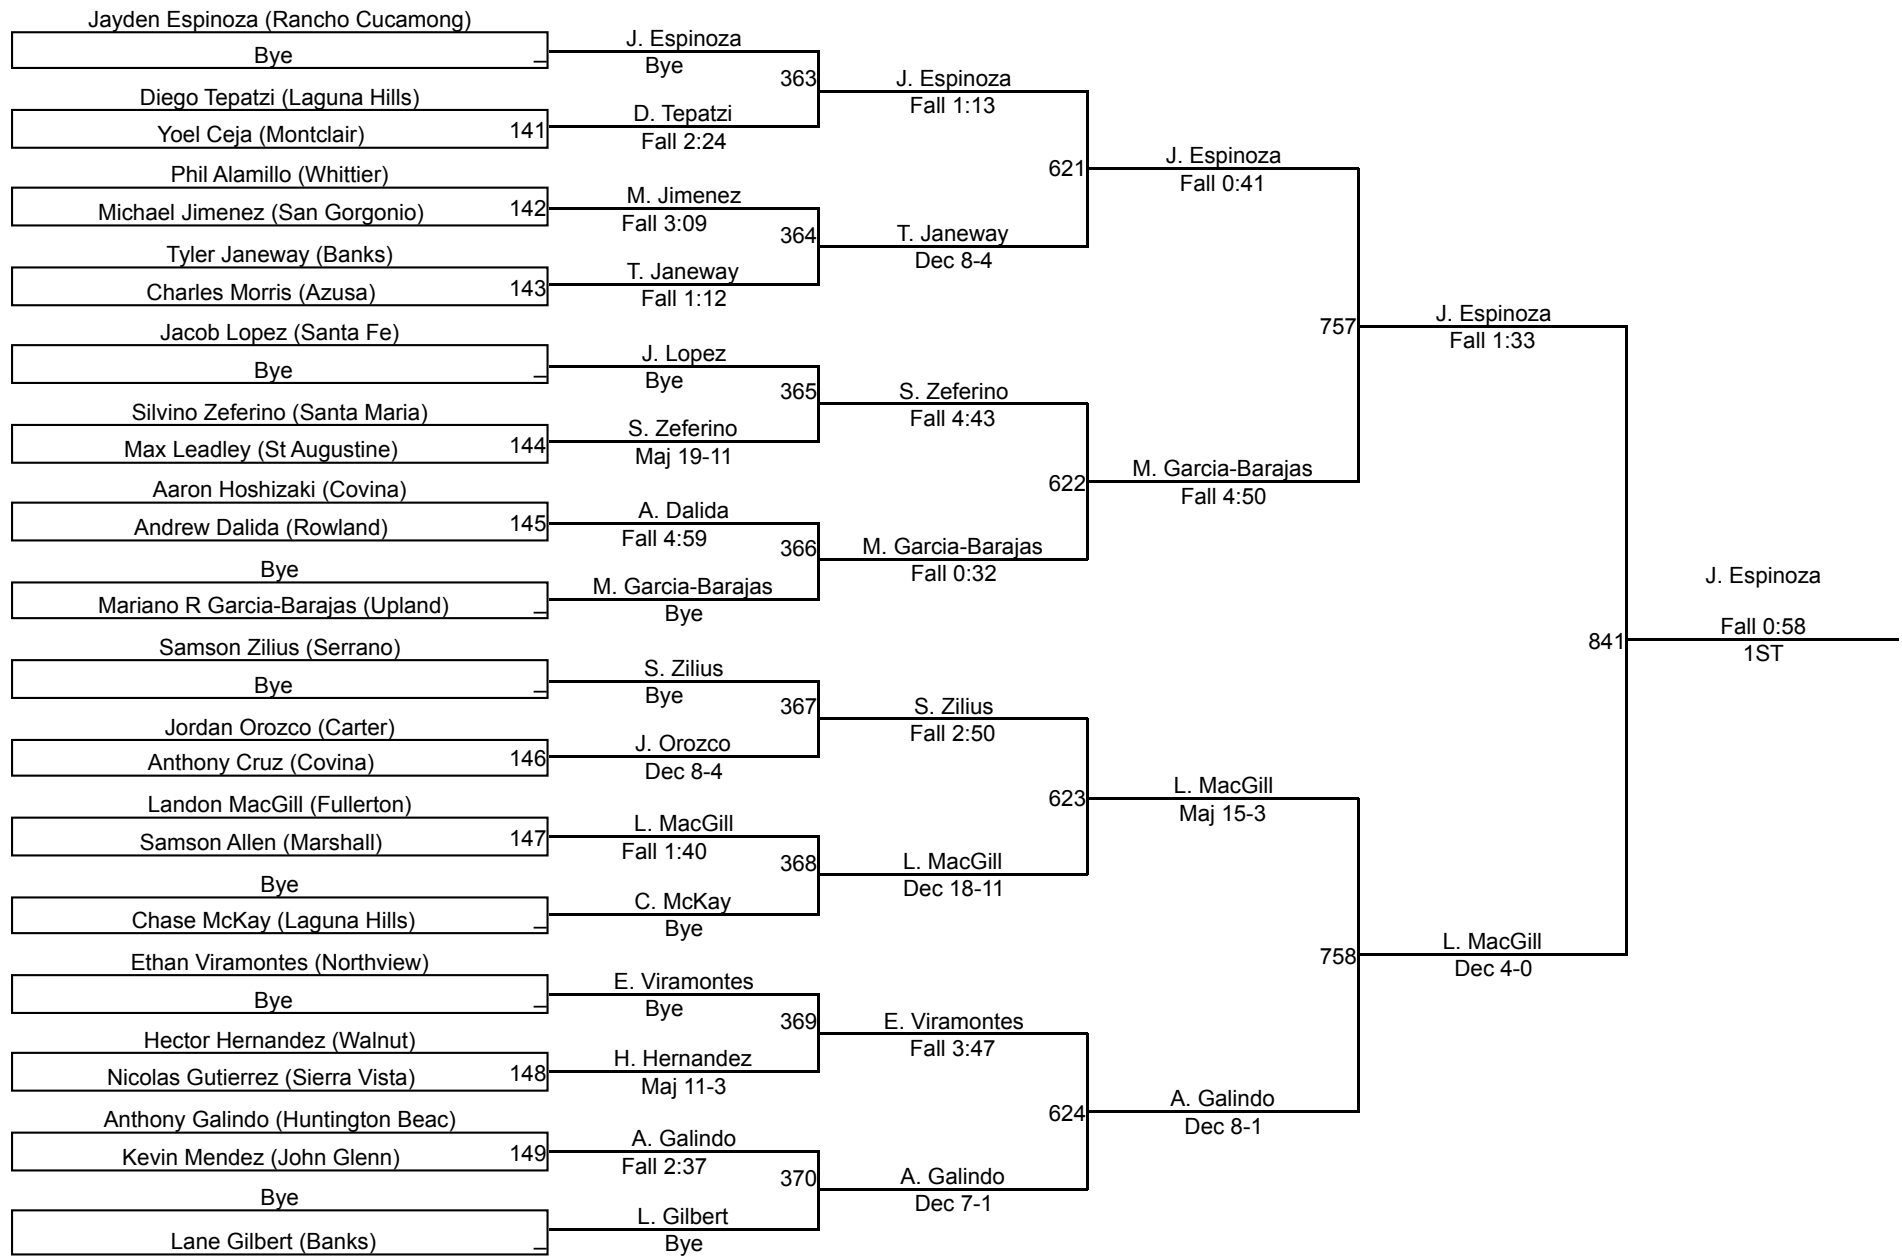 Jayden Espinoza (Rancho Cucamong)
Bye _
Diego Tepatzi (Laguna Hills)
Yoel Ceja (Montclair) 141
Phil Alamillo (Whittier)
Michael Jimenez (San Gorgonio) 142
Tyler Janeway (Banks)
Charles Morris (Azusa) 143
Jacob Lopez (Santa Fe)
Bye _
Silvino Zeferino (Santa Maria)
Max Leadley (St Augustine) 144
Aaron Hoshizaki (Covina)
Andrew Dalida (Rowland) 145
Bye
Mariano R Garcia-Barajas (Upland) _
Samson Zilius (Serrano)
Bye _
Jordan Orozco (Carter)
Anthony Cruz (Covina) 146
Landon MacGill (Fullerton)
Samson Allen (Marshall) 147
Bye
Chase McKay (Laguna Hills) _
Ethan Viramontes (Northview)
Bye _
Hector Hernandez (Walnut)
Nicolas Gutierrez (Sierra Vista) 148
Anthony Galindo (Huntington Beac)
Kevin Mendez (John Glenn) 149
Bye
Lane Gilbert (Banks) _
J. Espinoza
Bye
363
D. Tepatzi
Fall 2:24
M. Jimenez
Fall 3:09
364
T. Janeway
Fall 1:12
J. Lopez
Bye
365
S. Zeferino
Maj 19-11
A. Dalida
Fall 4:59
366
M. Garcia-Barajas
Bye
S. Zilius
Bye
367
J. Orozco
Dec 8-4
L. MacGill
Fall 1:40
368
C. McKay
Bye
E. Viramontes
Bye
369
H. Hernandez
Maj 11-3
A. Galindo
Fall 2:37
370
L. Gilbert
Bye
J. Espinoza
Fall 1:13
621
T. Janeway
Dec 8-4
S. Zeferino
Fall 4:43
622
M. Garcia-Barajas
Fall 0:32
S. Zilius
Fall 2:50
623
L. MacGill
Dec 18-11
E. Viramontes
Fall 3:47
624
A. Galindo
Dec 7-1
J. Espinoza
Fall 0:41
757
M. Garcia-Barajas
Fall 4:50
L. MacGill
Maj 15-3
758
A. Galindo
Dec 8-1
J. Espinoza
Fall 1:33
841
L. MacGill
Dec 4-0
J. Espinoza
Fall 0:58
1ST